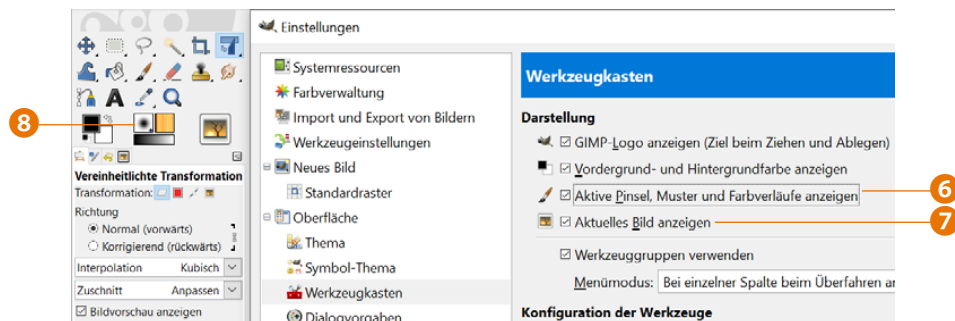 Einstellungen
Systemressourcen
Farbverwaltung
Import und Export von Bildern
Werkzeugeinstellungen
Neues Bild
Standardraster
Oberfläche
Thema
Symbol-Thema
Werkzeugkasten
Dialogvorgaben
Werkzeugkasten
Darstellung
GIMP-Logo anzeigen (Ziel beim Ziehen und Ablegen)
Vordergrund- und Hintergrundfarbe anzeigen
Aktive Pinsel, Muster und Farbverläufe anzeigen
6
Aktuelles Bild anzeigen
7
Werkzeuggruppen verwenden
Menümodus: Bei einzelner Spalte beim Überfahren
Konfiguration der Werkzeuge
8
Vereinheitlichte Transformation
Transformation:
Richtung
Normal (vorwärts)
Korrigierend (rückwärts)
Interpolation Kubisch
Zuschnitt Anpassen
Bildvorschau anzeigen